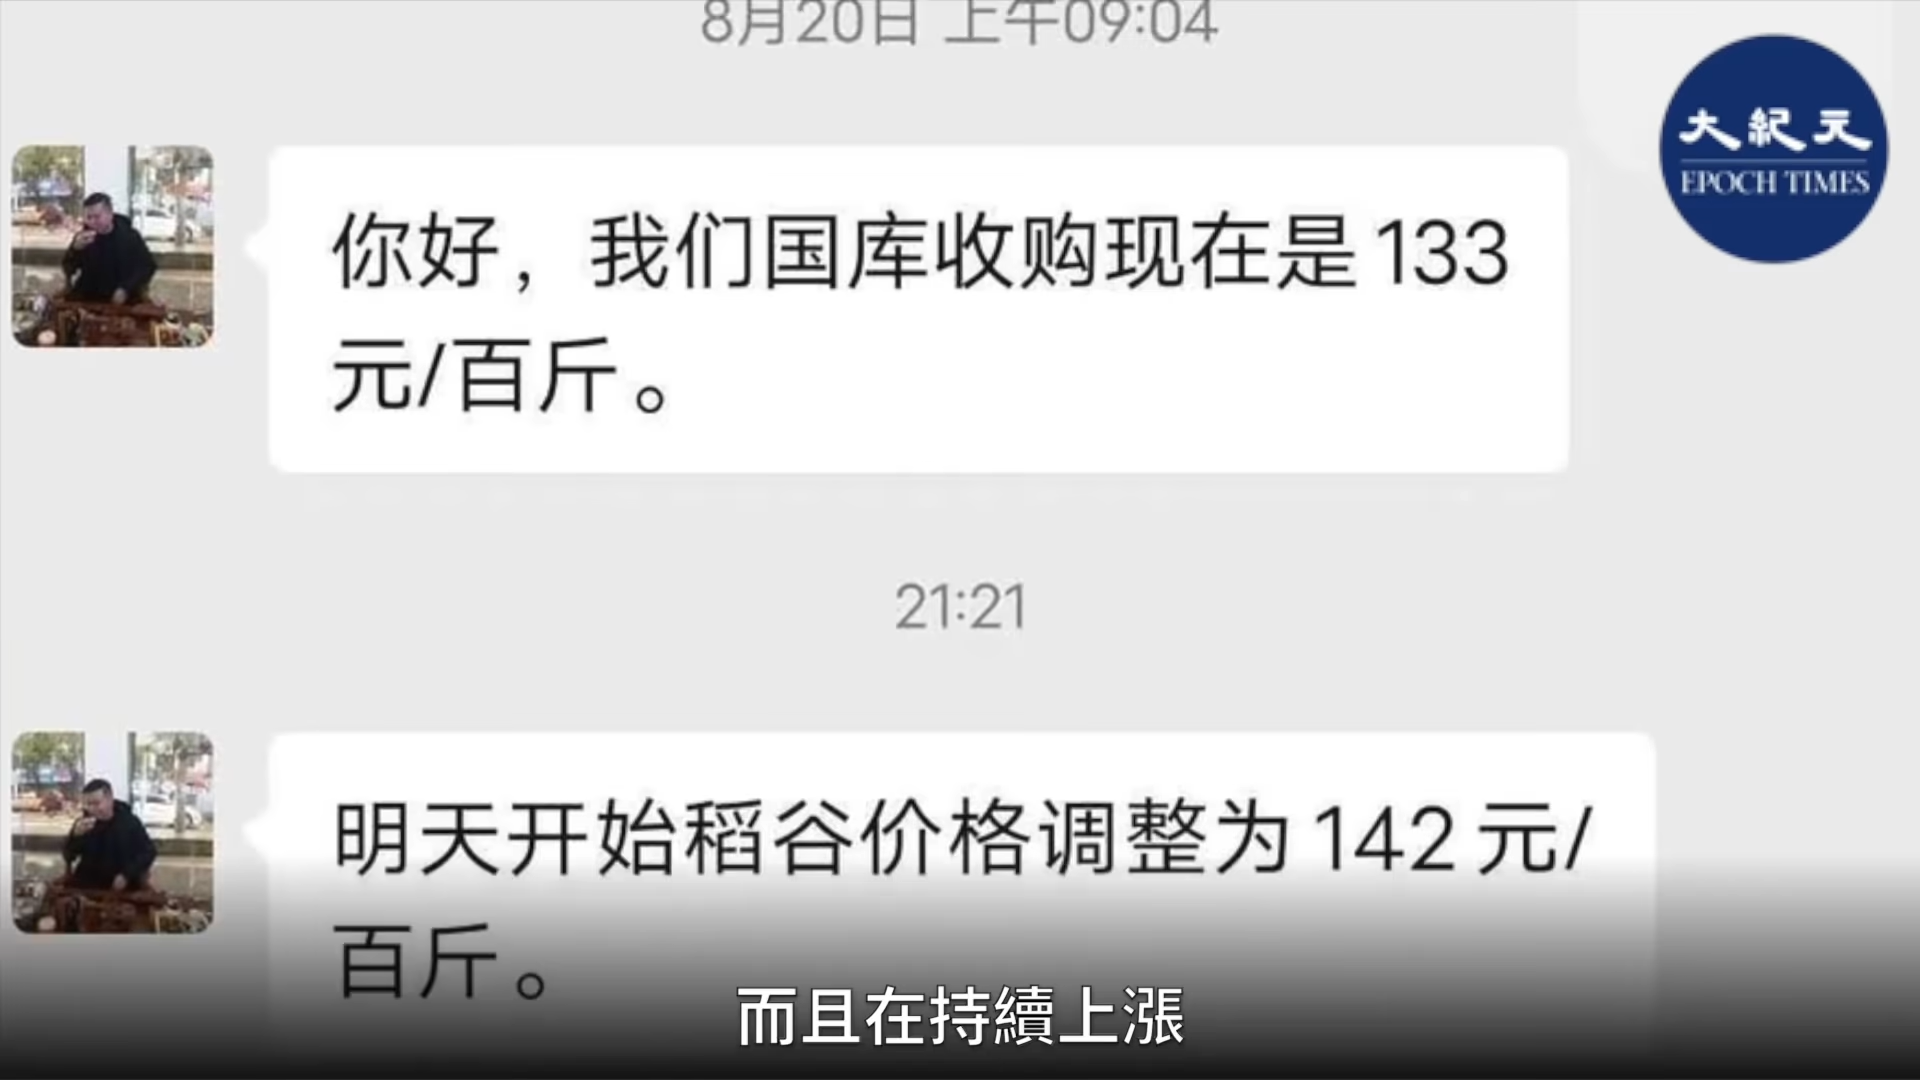 8月20日 上午09:04
大紀元
EPOCH TIMES
你好，我们国库收购现在是133
元/百斤。
21:21
明天开始稻谷价格调整为142元/
百斤。
而且在持續上漲